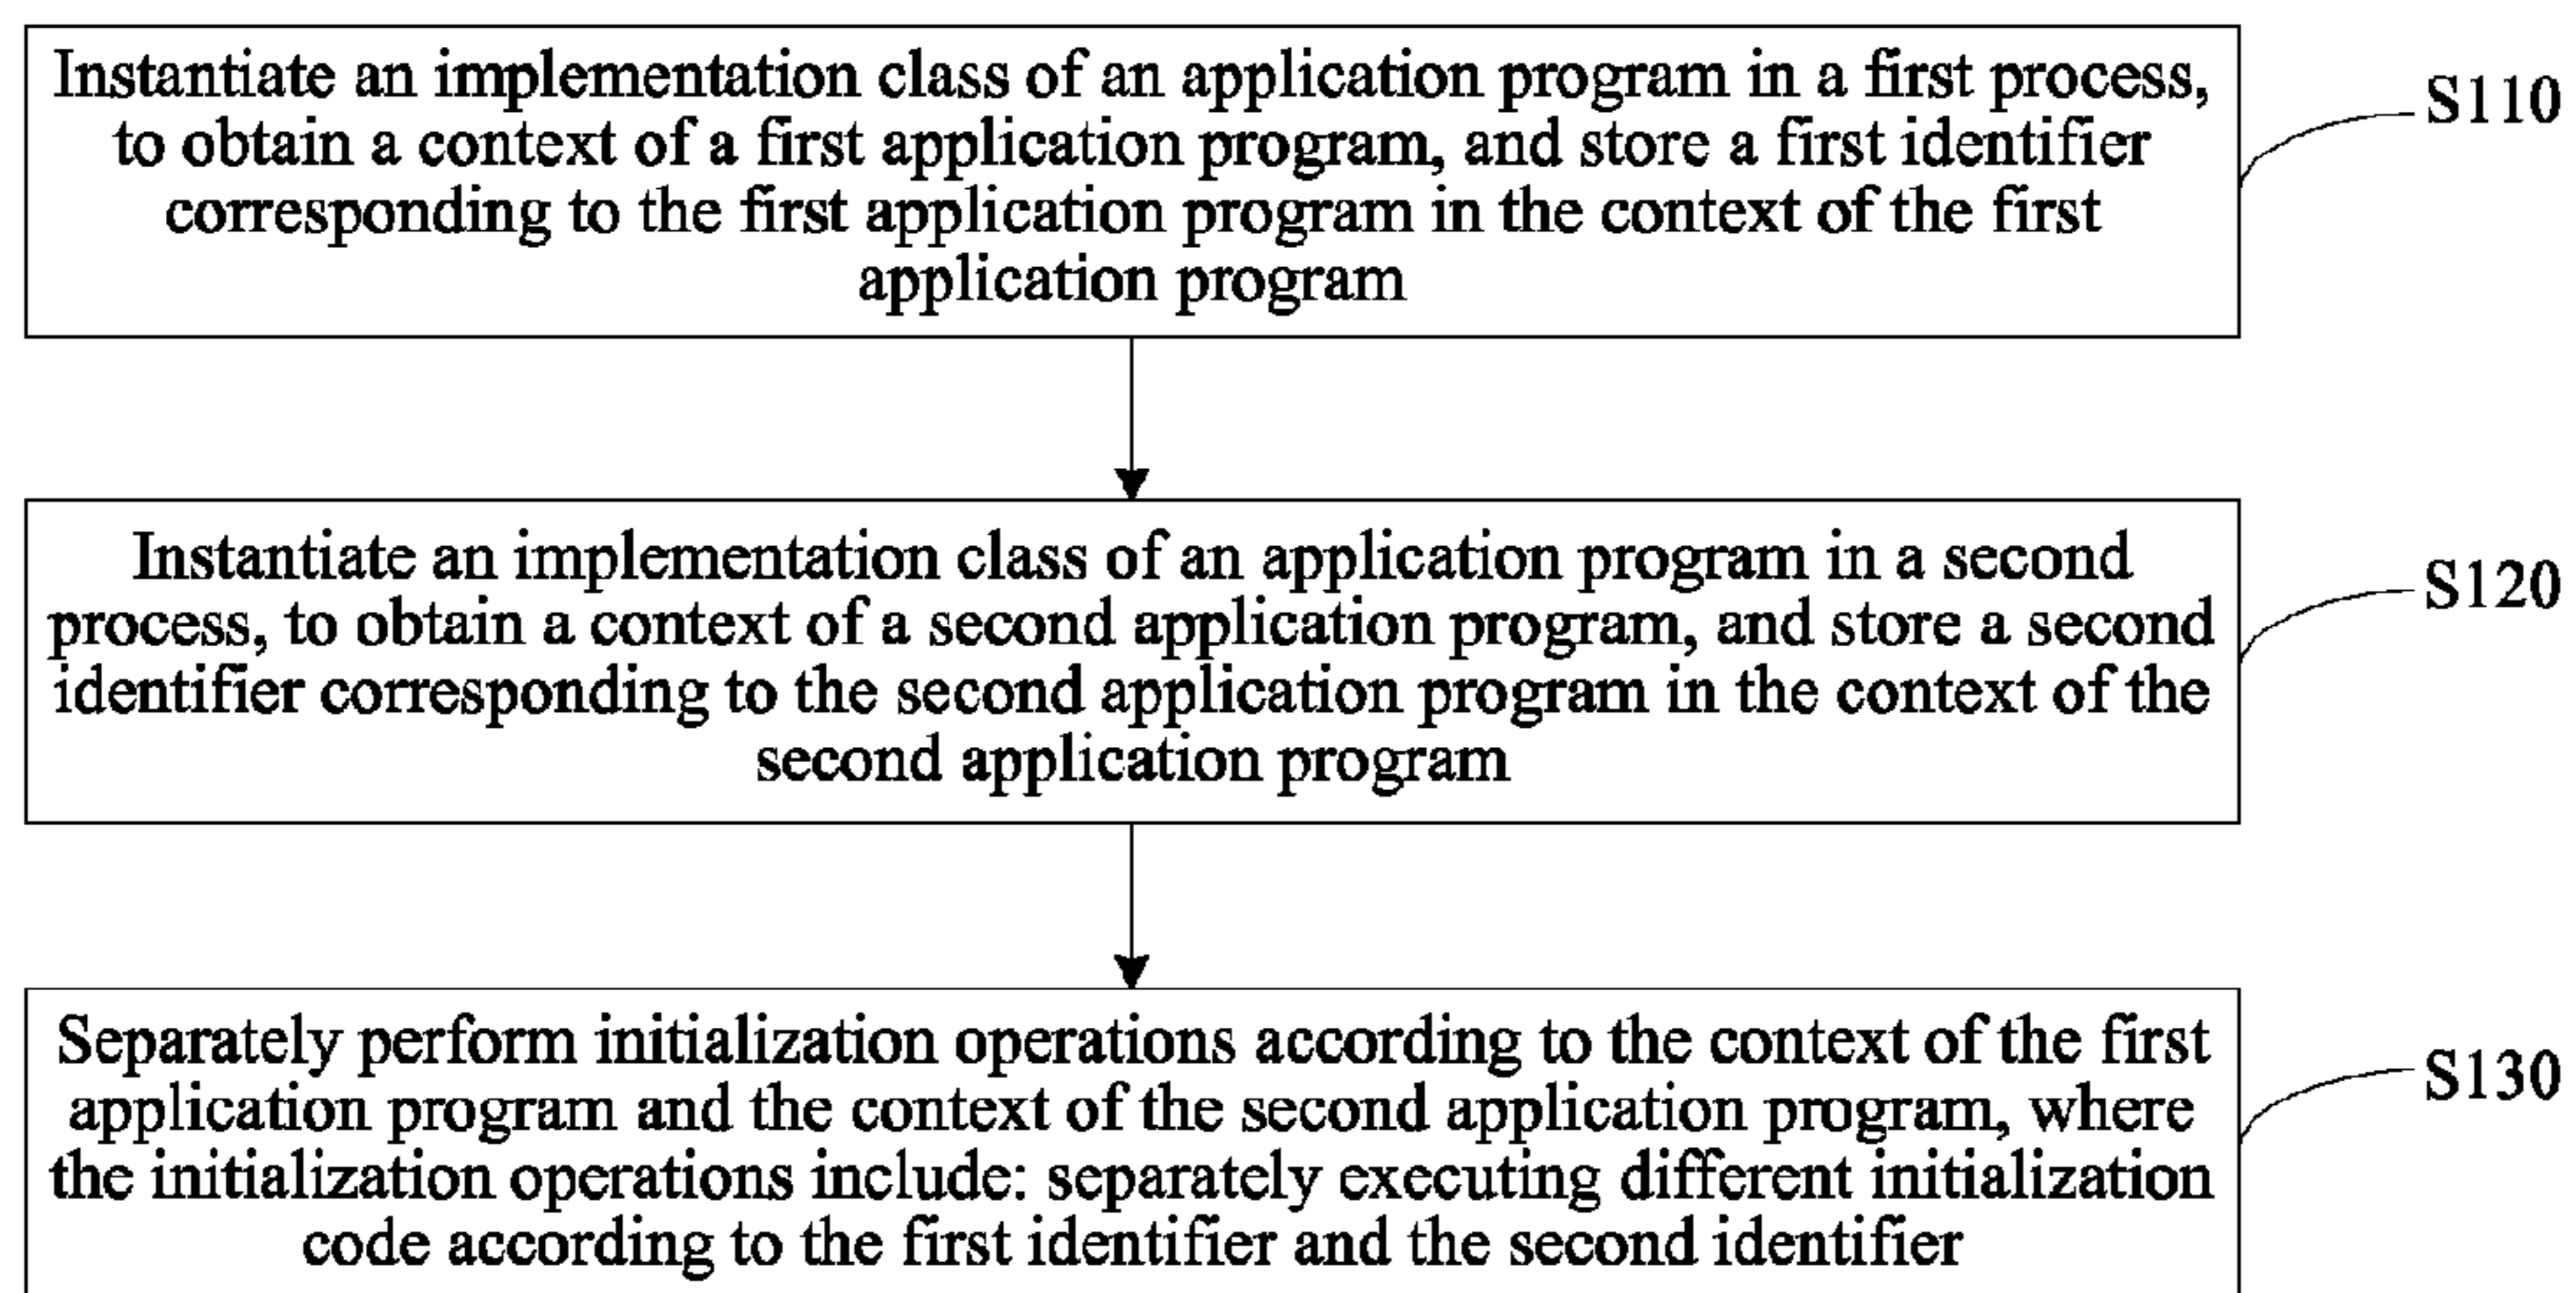 Instantiate an implementation class of an application program in a first process,
to obtain a context of a first application program, and store a first identifier
corresponding to the first application program in the context of the first
application program
S110
Instantiate an implementation class of an application program in a second
process, to obtain a context of a second application program, and store a second
identifier corresponding to the second application program in the context of the
second application program
S120
Separately perform initialization operations according to the context of the first
application program and the context of the second application program, where
the initialization operations include: separately executing different initialization
code according to the first identifier and the second identifier
S130